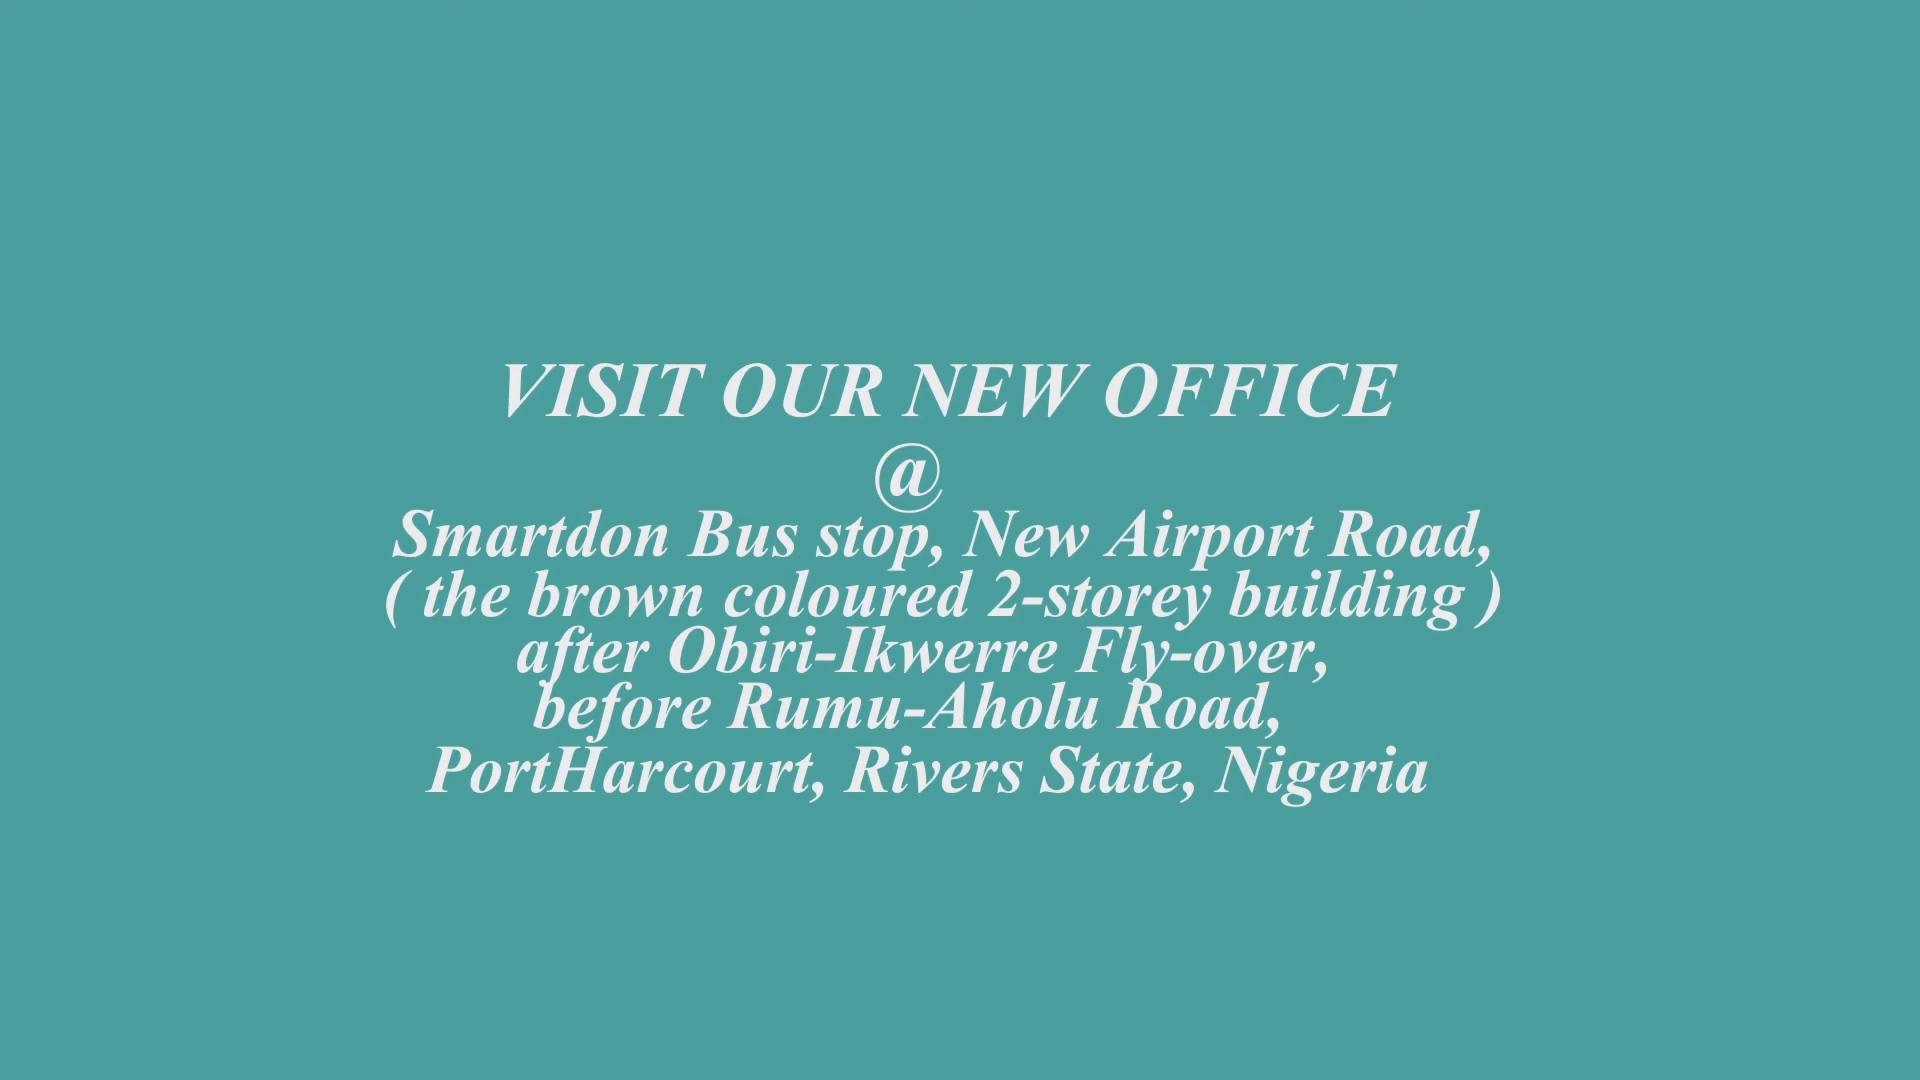 VISIT OUR NEW OFFICE
@
Smartdon Bus stop, New Airport Road,
( the brown coloured 2-storey building )
after Obiri-Ikwerre Fly-over,
before Rumu-Aholu Road,
PortHarcourt, Rivers State, Nigeria